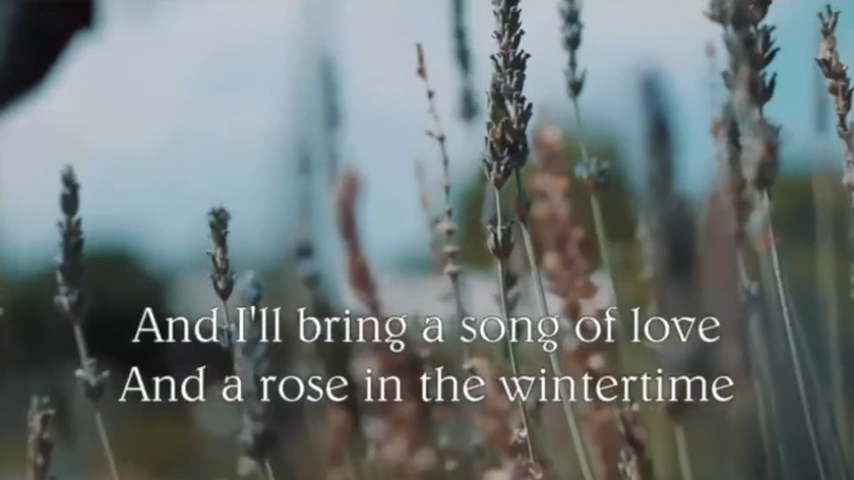 And I'll bring a song of love
And a rose in the wintertime